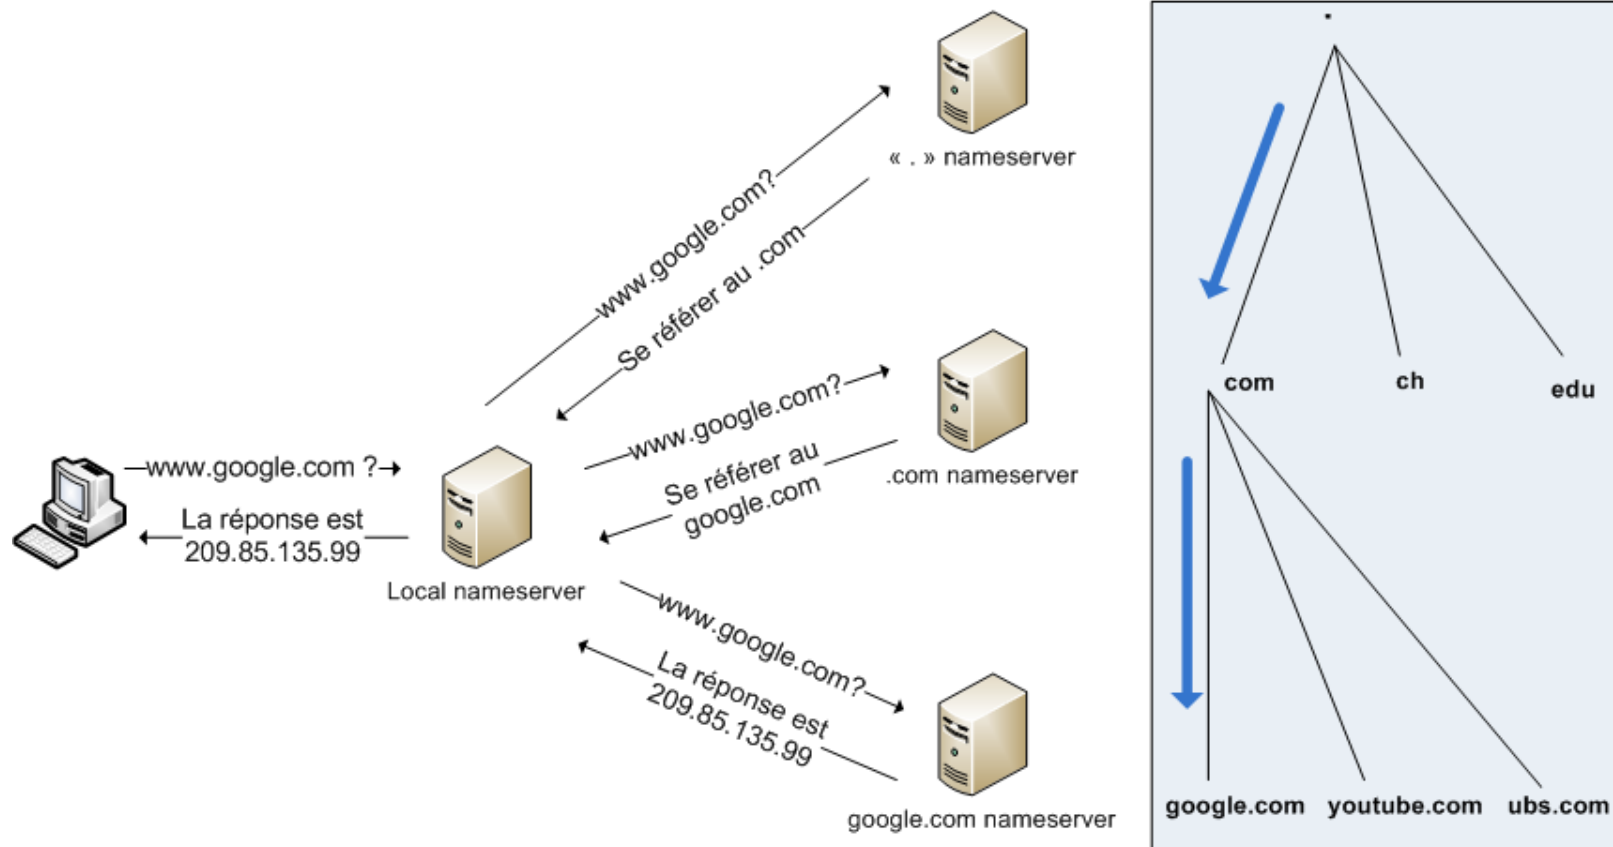 .
« . » nameserver
www.google.com?
Se référer au .com
com
ch
edu
www.google.com?
Se référer au
google.com
.com nameserver
www.google.com ?
La réponse est
209.85.135.99
Local nameserver
www.google.com?
La réponse est
209.85.135.99
google.com nameserver
google.com
youtube.com
ubs.com